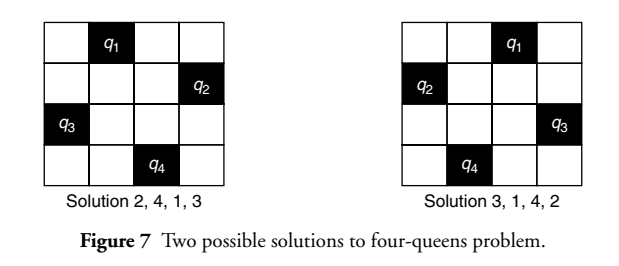 q1
q2
q3
q4
Solution 2, 4, 1, 3
q1
q2
q3
q4
Solution 3, 1, 4, 2
Figure 7 Two possible solutions to four-queens problem.